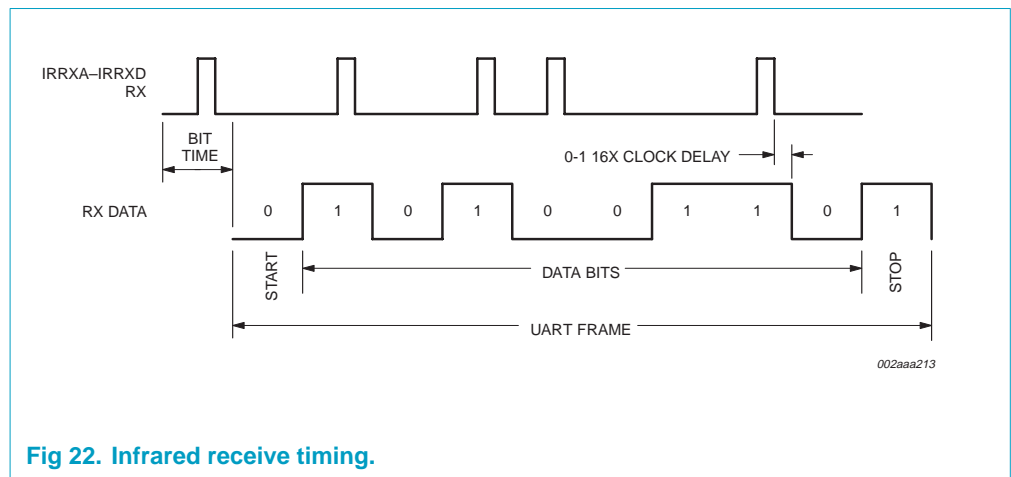 IRRXA–IRRXD
RX
BIT
TIME
0-1 16X CLOCK DELAY
RX DATA
0 1 0 1 0 0 1 1 0 1
START
DATA BITS
STOP
UART FRAME
002aaa213
Fig 22. Infrared receive timing.